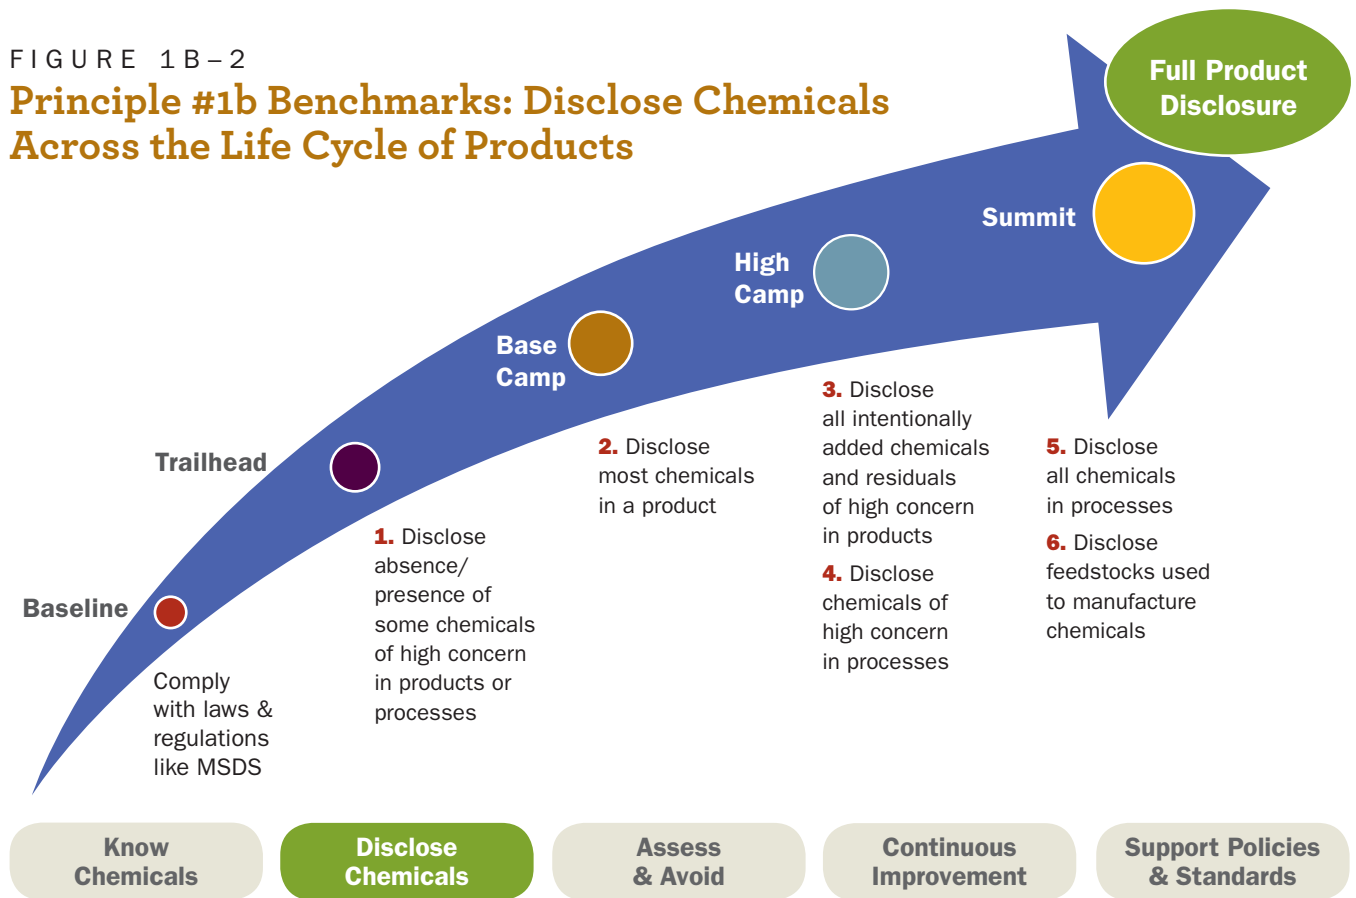 FIGURE 1B–2
Principle #1b Benchmarks: Disclose Chemicals
Across the Life Cycle of Products
Full Product
Disclosure
Summit
High
Camp
Base
Camp
Trailhead
Baseline
Comply
with laws &
regulations
like MSDS
1. Disclose
absence/
presence of
some chemicals
of high concern
in products or
processes
2. Disclose
most chemicals
in a product
3. Disclose
all intentionally
added chemicals
and residuals
of high concern
in products
4. Disclose
chemicals of
high concern
in processes
5. Disclose
all chemicals
in processes
6. Disclose
feedstocks used
to manufacture
chemicals
Know
Chemicals
Disclose
Chemicals
Assess
& Avoid
Continuous
Improvement
Support Policies
& Standards